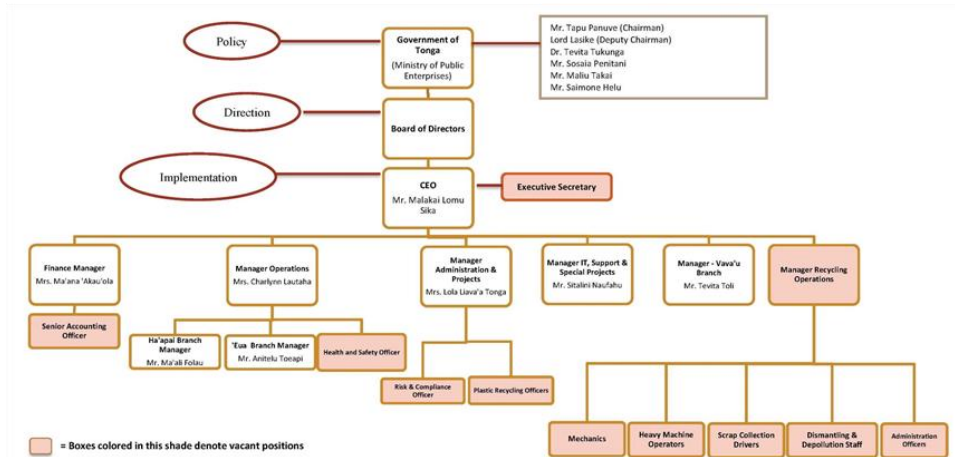 Policy
Government of
Tonga
(Ministry of Public
Enterprises)
Mr. Tapu Panuve (Chairman)
Lord Lasike (Deputy Chairman)
Dr. Tevita Tukunga
Mr. Sosaia Penitani
Mr. Maliu Takai
Mr. Saimone Helu
Direction
Board of Directors
Implementation
CEO
Mr. Malakai Lomu
Sika
Executive Secretary
Finance Manager
Mrs. Ma'ana 'Akau'ola
Manager Operations
Mrs. Charlynn Lautaha
Manager
Administration &
Projects
Mrs. Lola Liava'a Tonga
Manager IT, Support &
Special Projects
Mr. Sitalini Naufahu
Manager - Vava'u
Branch
Mr. Tevita Toli
Manager Recycling
Operations
Senior Accounting
Officer
Ha'apai Branch
Manager
Mr. Ma'ali Folau
'Eua Branch Manager
Mr. Anitelu Toeapi
Health and Safety Officer
Risk & Compliance
Officer
Plastic Recycling Officers
Mechanics
Heavy Machine
Operators
Scrap Collection
Drivers
Dismantling &
Depollution Staff
Administration
Officers
= Boxes colored in this shade denote vacant positions